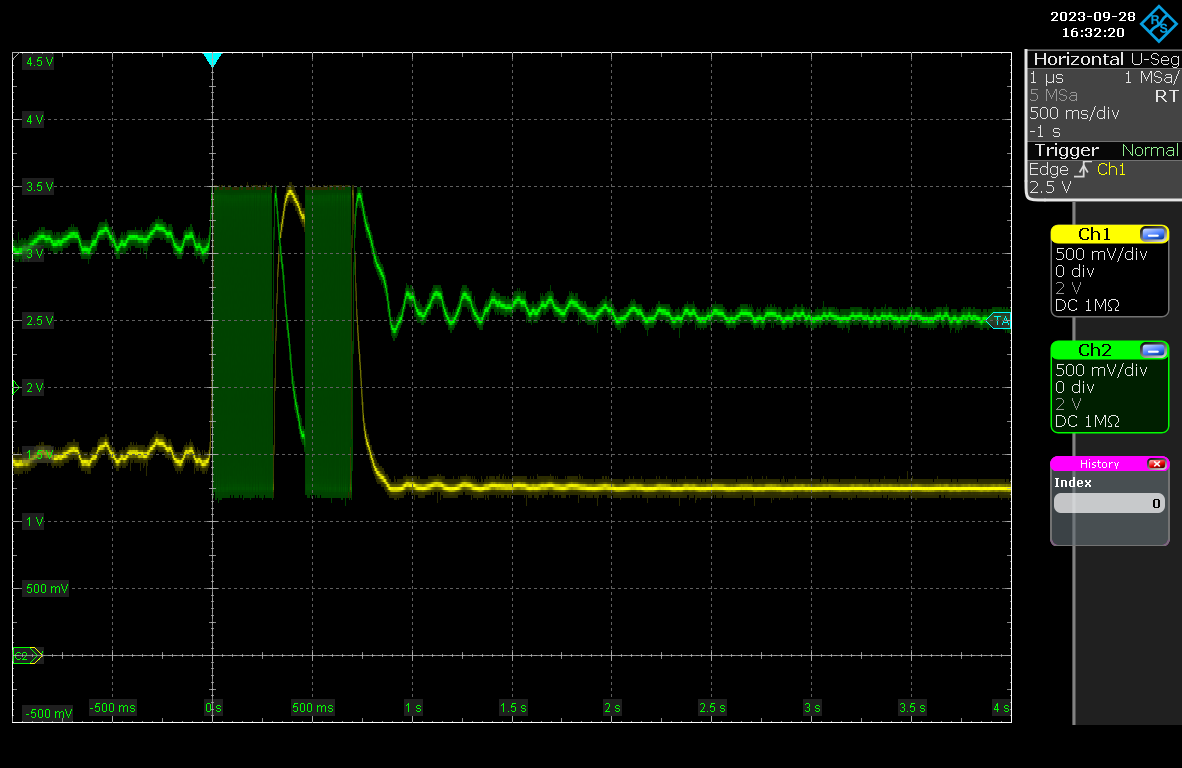 2023-09-28
16:32:20
R S
Horizontal U-Seg
1 µs 1 MSa/
5 MSa RT
500 ms/div
-1 s
Trigger Normal
Edge Ch1
2.5 V
Ch1
500 mV/div
0 div
2 V
DC 1MΩ
Ch2
500 mV/div
0 div
2 V
DC 1MΩ
History
Index
0
4.5 V
4 V
3.5 V
3 V
2.5 V
TA
2 V
1.5 V
1 V
500 mV
C2
-500 mV
-500 ms
0 s
500 ms
1 s
1.5 s
2 s
2.5 s
3 s
3.5 s
4 s